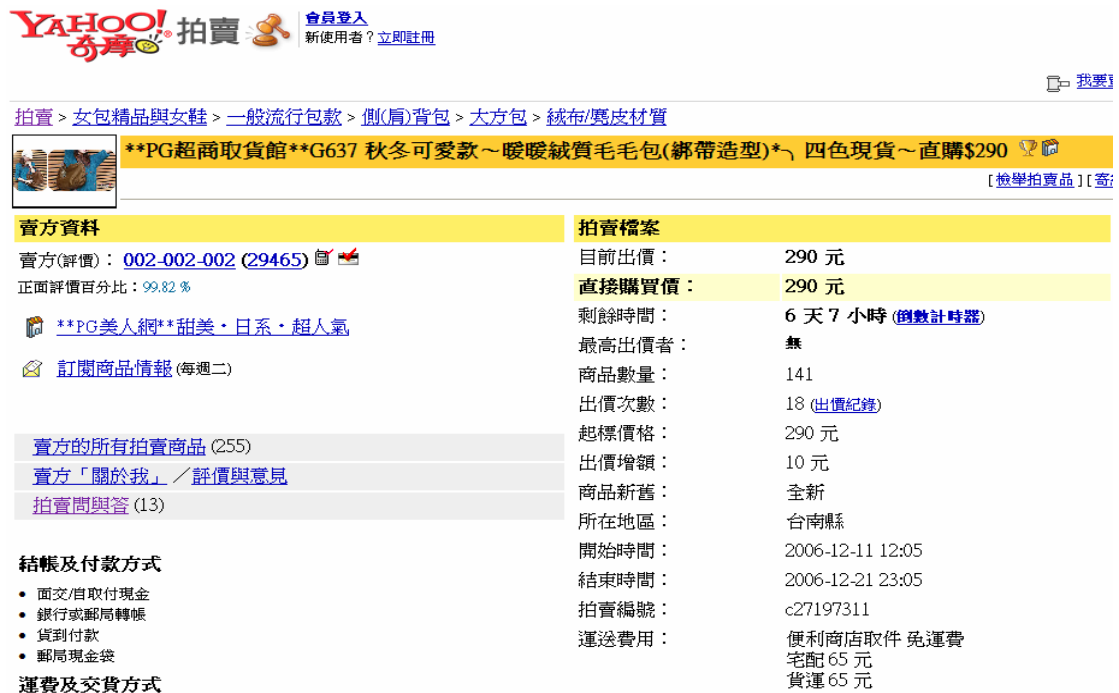 YAHOO!奇摩 拍賣 會員登入
新使用者？立即註冊
我要
拍賣 > 女包精品與女鞋 > 一般流行包款 > 側(肩)背包 > 大方包 > 絨布/麂皮材質
**PG超商取貨館**G637 秋冬可愛款～暖暖絨質毛毛包(綁帶造型)*╮四色現貨～直購$290
[檢舉拍賣品] [寄
賣方資料
賣方(評價)： 002-002-002 (29465)
正面評價百分比：99.82 %
**PG美人網**甜美・日系・超人氣
訂閱商品情報 (每週二)
賣方的所有拍賣商品 (255)
賣方「關於我」／評價與意見
拍賣問與答 (13)
結帳及付款方式
• 面交/自取付現金
• 銀行或郵局轉帳
• 貨到付款
• 郵局現金袋
運費及交貨方式
拍賣檔案
目前出價： 290 元
直接購買價： 290 元
剩餘時間： 6 天 7 小時 (倒數計時器)
最高出價者： 無
商品數量： 141
出價次數： 18 (出價紀錄)
起標價格： 290 元
出價增額： 10 元
商品新舊： 全新
所在地區： 台南縣
開始時間： 2006-12-11 12:05
結束時間： 2006-12-21 23:05
拍賣編號： c27197311
運送費用： 便利商店取件 免運費
宅配 65 元
貨運 65 元